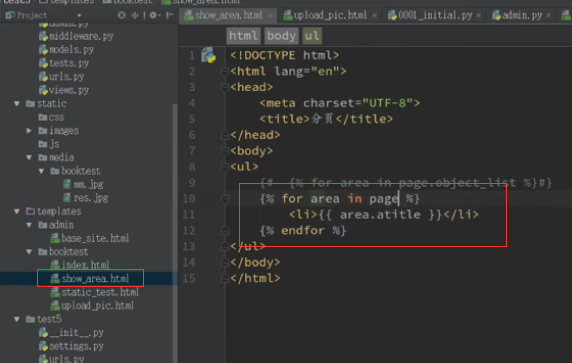 test5 templates booktest show_area.html
Project
show_area.html
upload_pic.html
0001_initial.py
admin.py
html body ul
admin.py
middleware.py
models.py
tests.py
urls.py
views.py
static
css
images
js
media
booktest
mm.jpg
res.jpg
templates
admin
base_site.html
booktest
index.html
show_area.html
static_test.html
upload_pic.html
test5
__init__.py
settings.py
urls.py
1 <!DOCTYPE html>
2 <html lang="en">
3 <head>
4 <meta charset="UTF-8">
5 <title>分页</title>
6 </head>
7 <body>
8 <ul>
9 {# {% for area in page.object_list %}#}
10 {% for area in page %}
11 <li>{{ area.atitle }}</li>
12 {% endfor %}
13 </ul>
14 </body>
15 </html>